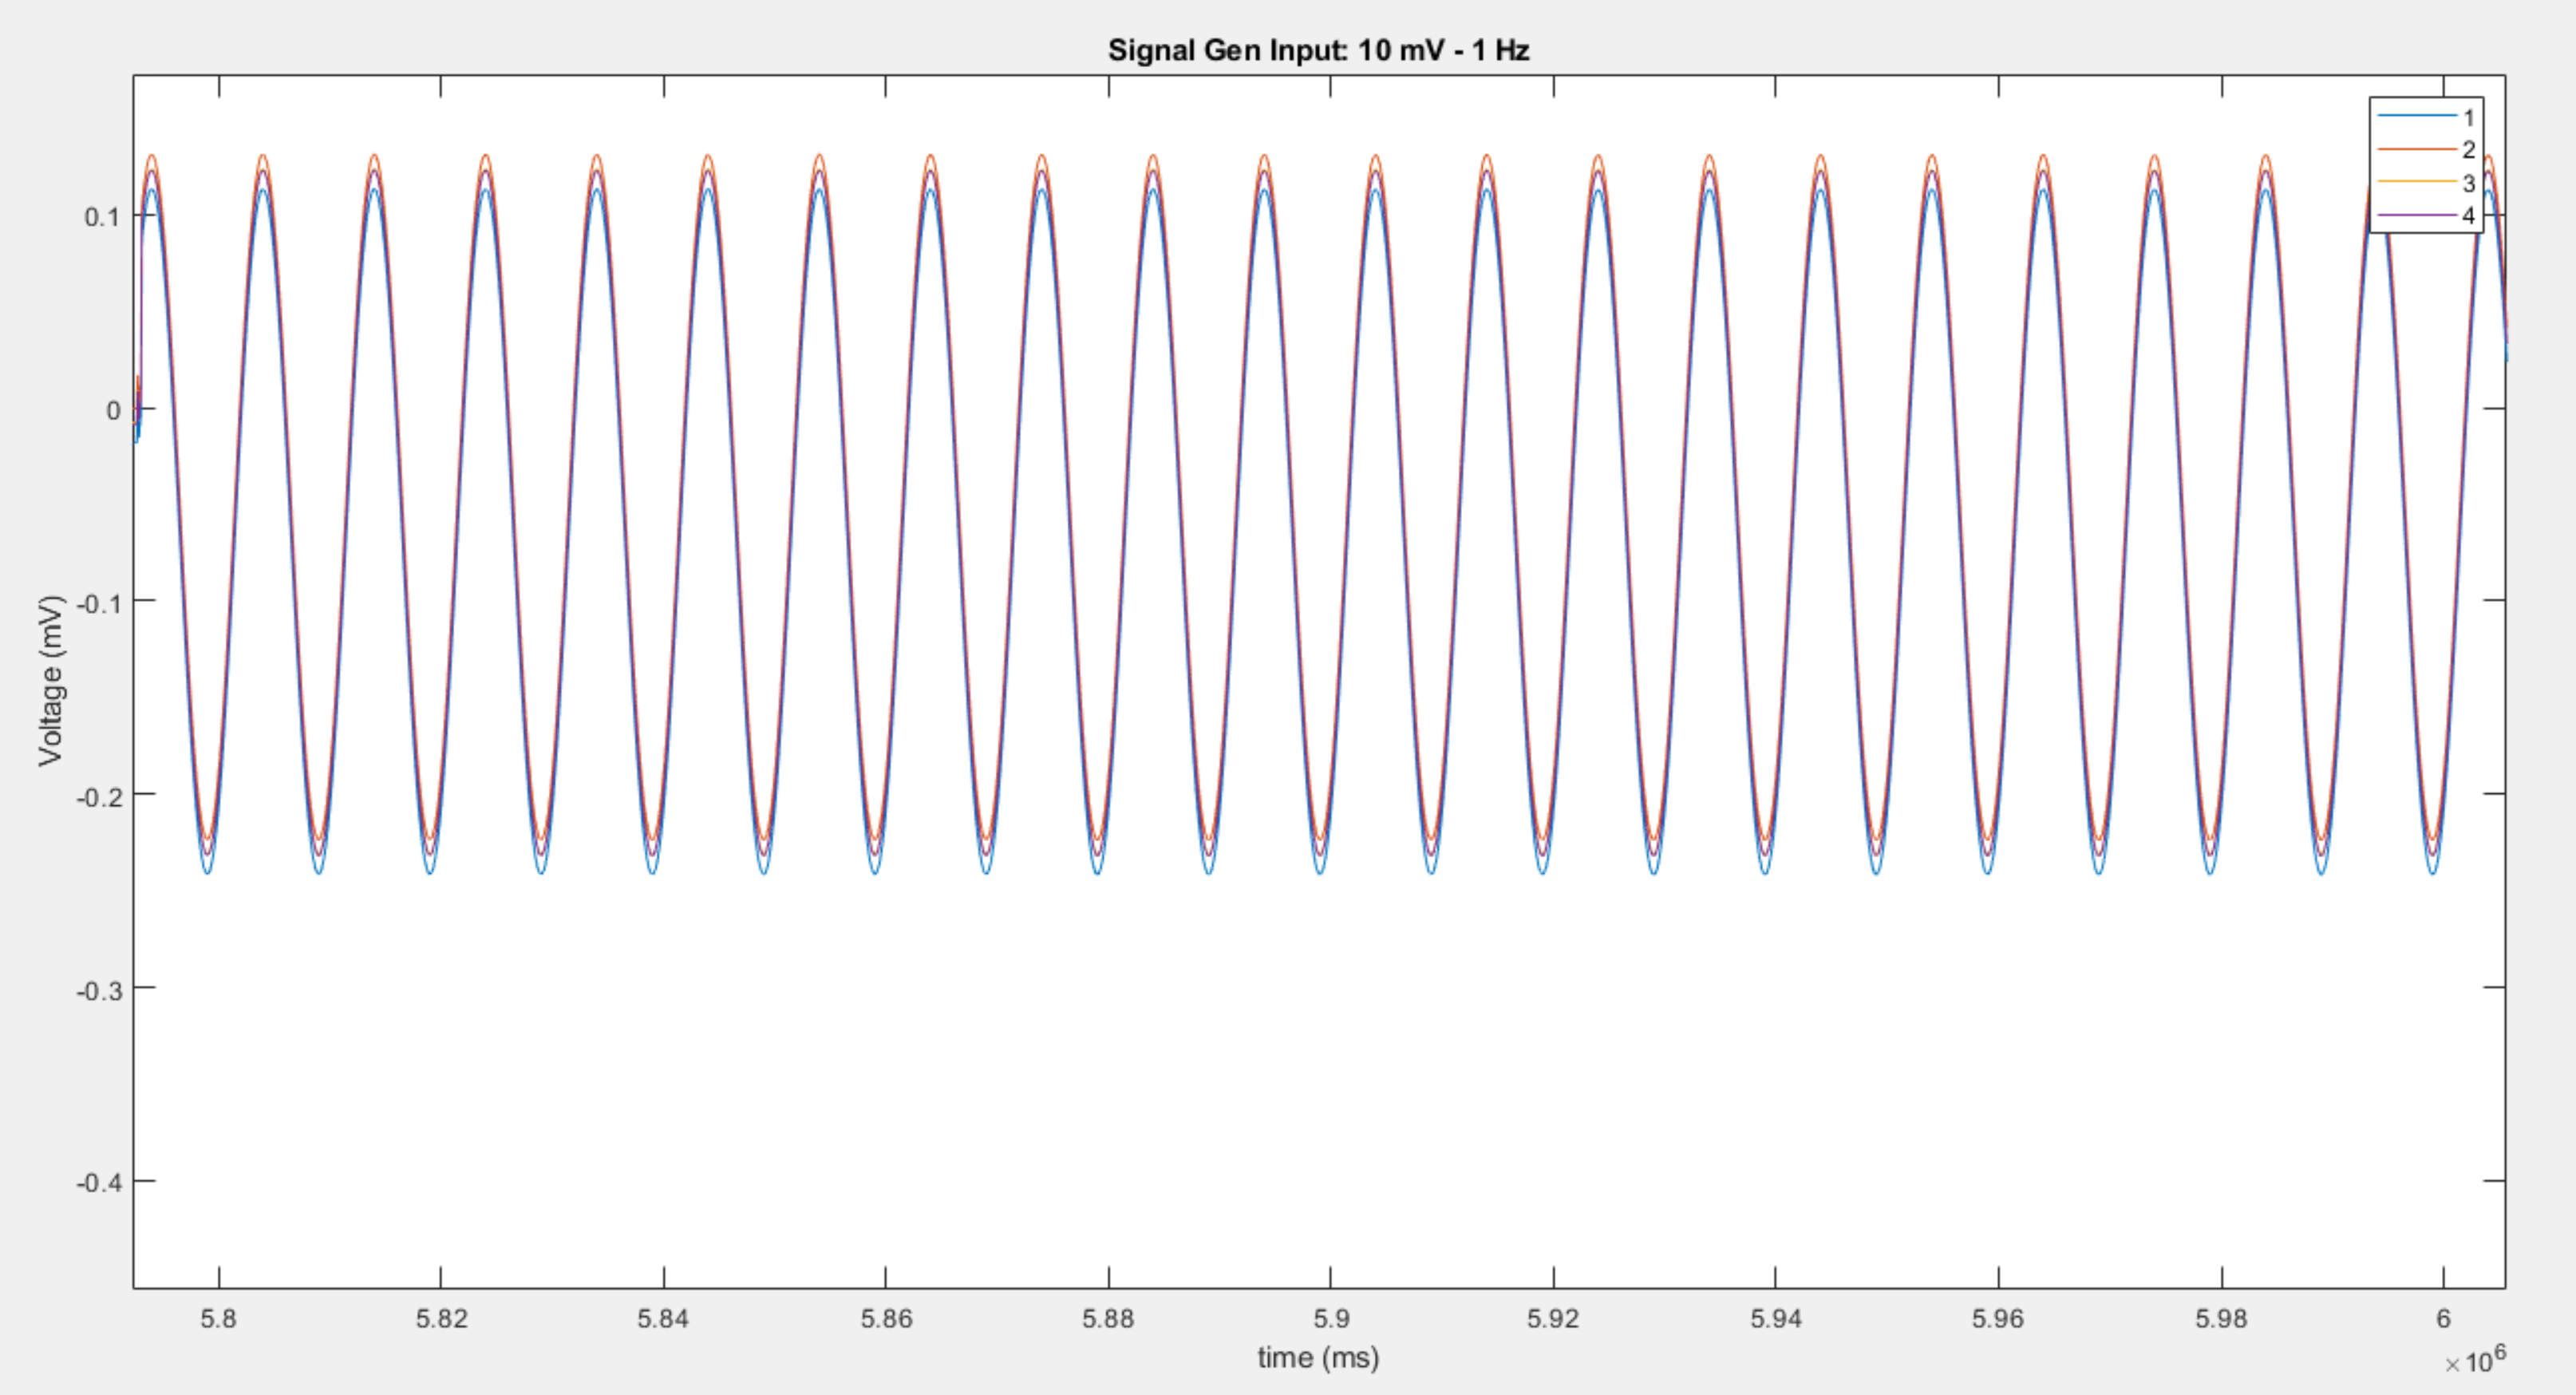 Signal Gen Input: 10 mV - 1 Hz
1
2
3
4
0.1
0
-0.1
-0.2
-0.3
-0.4
Voltage (mV)
5.8 5.82 5.84 5.86 5.88 5.9 5.92 5.94 5.96 5.98 6
time (ms)
×10⁶